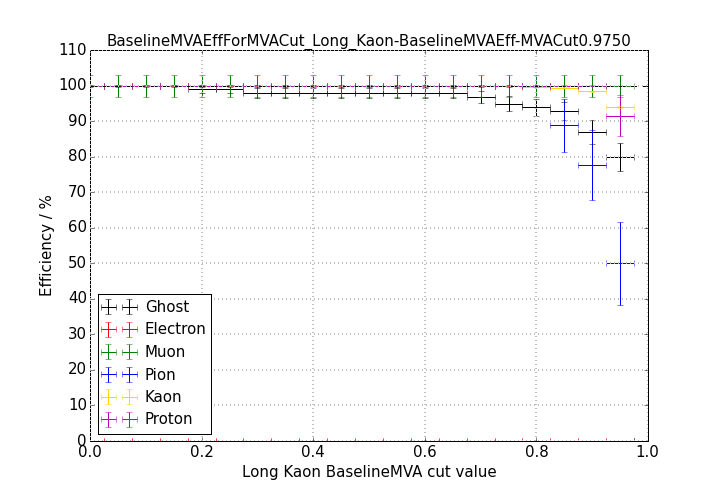 BaselineMVAEffForMVACut_Long_Kaon-BaselineMVAEff-MVACut0.9750
110
100
90
80
70
60
50
40
30
20
10
0
Efficiency / %
Ghost
Electron
Muon
Pion
Kaon
Proton
0.0 0.2 0.4 0.6 0.8 1.0
Long Kaon BaselineMVA cut value